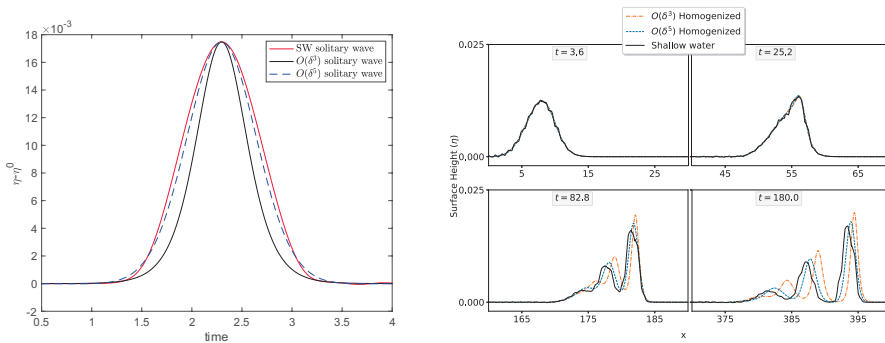 ×10⁻³
18
16
14
12
10
8
6
4
2
0
-2
η-η⁰
0.5 1 1.5 2 2.5 3 3.5 4
time
SW solitary wave
O(δ³) solitary wave
O(δ⁵) solitary wave
O(δ³) Homogenized
O(δ⁵) Homogenized
Shallow water
0.025
t = 3.6
t = 25.2
0.000
5 15 25
45 55 65
Surface Height (η)
0.025
t = 82.8
t = 180.0
0.000
165 175 185
375 385 395
x